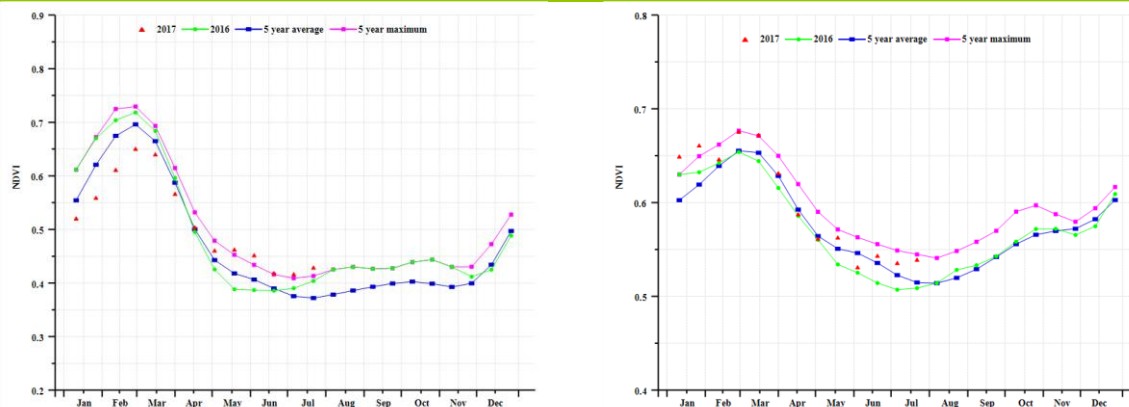 0.9
0.8
0.7
0.6
0.5
0.4
0.3
0.2
NDVI
2017 2016 5 year average 5 year maximum
Jan Feb Mar Apr May Jun Jul Aug Sep Oct Nov Dec
0.8
0.7
0.6
0.5
0.4
NDVI
2017 2016 5 year average 5 year maximum
Jan Feb Mar Apr May Jun Jul Aug Sep Oct Nov Dec